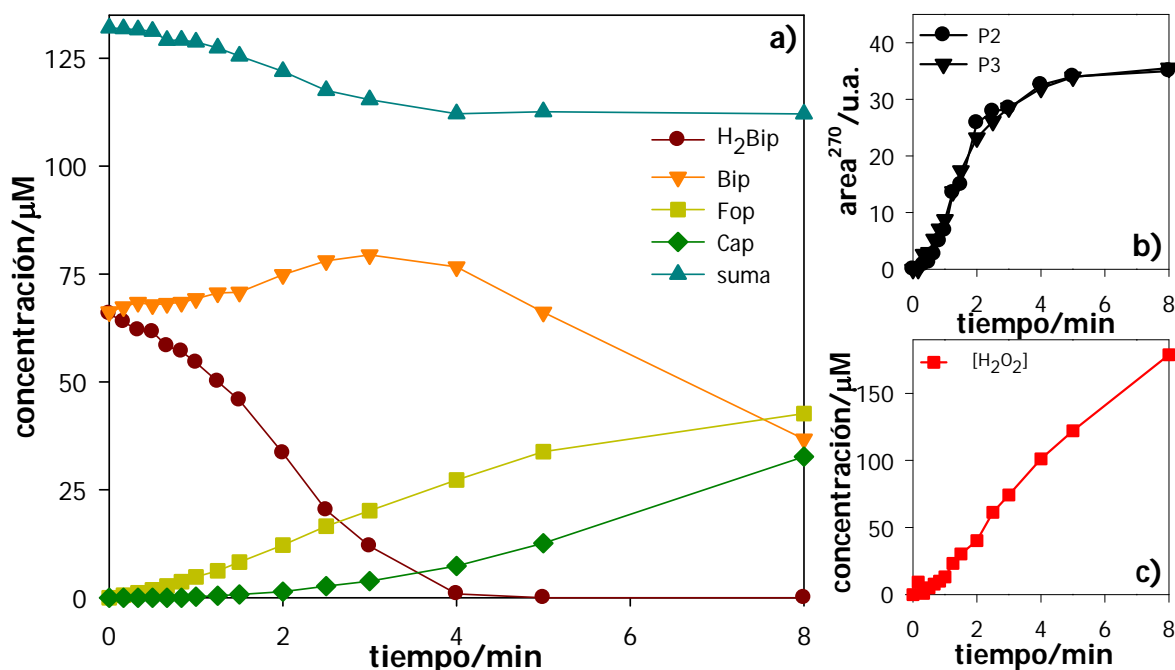 a)
125
100
75
50
25
0
concentración/µM
0 2 4 6 8
tiempo/min
H₂Bip
Bip
Fop
Cap
suma
b)
40
30
20
10
0
area²⁷⁰/u.a.
P2
P3
0 2 4 6 8
tiempo/min
c)
150
100
50
0
concentración/µM
[H₂O₂]
0 2 4 6 8
tiempo/min